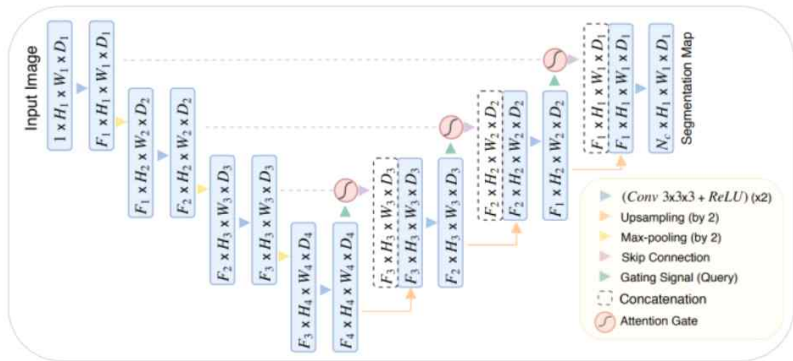 Input Image
1 x H1 x W1 x D1
F1 x H1 x W1 x D1
F1 x H2 x W2 x D2
F2 x H2 x W2 x D2
F2 x H3 x W3 x D3
F3 x H3 x W3 x D3
F3 x H4 x W4 x D4
F4 x H4 x W4 x D4
F3 x H3 x W3 x D3
F3 x H3 x W3 x D3
F2 x H3 x W3 x D3
F2 x H2 x W2 x D2
F2 x H2 x W2 x D2
F1 x H2 x W2 x D2
F1 x H1 x W1 x D1
F1 x H1 x W1 x D1
Nc x H1 x W1 x D1
Segmentation Map
(Conv 3x3x3 + ReLU) (x2)
Upsampling (by 2)
Max-pooling (by 2)
Skip Connection
Gating Signal (Query)
Concatenation
Attention Gate